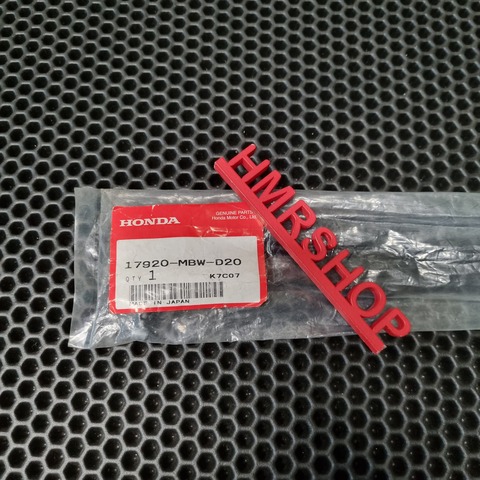 HONDA
GENUINE PARTS
Honda Motor Co., Ltd.
17920-MBW-D20
QTY 1
K7C07
MADE IN JAPAN
HMRSHOP